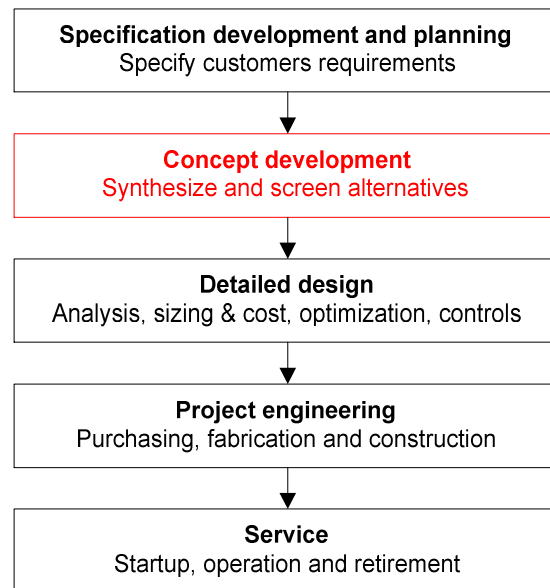 Specification development and planning
Specify customers requirements
Concept development
Synthesize and screen alternatives
Detailed design
Analysis, sizing & cost, optimization, controls
Project engineering
Purchasing, fabrication and construction
Service
Startup, operation and retirement